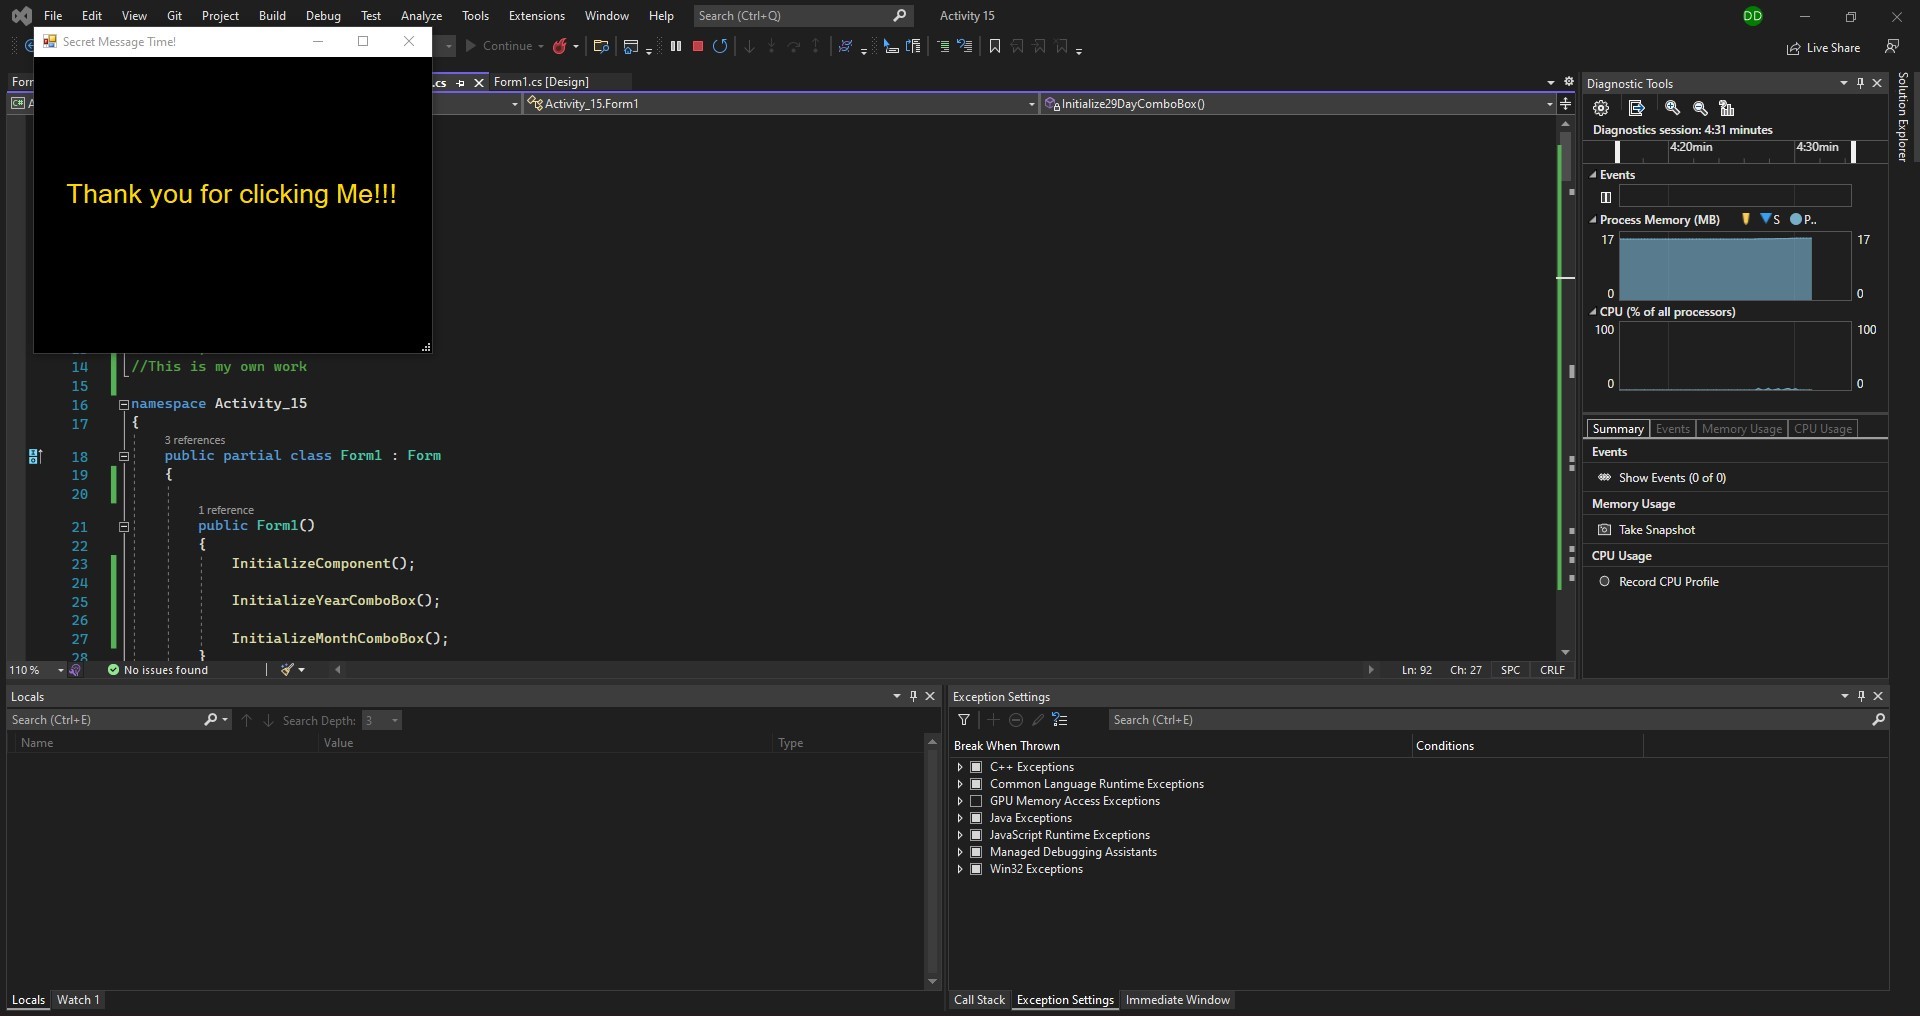 File Edit View Git Project Build Debug Test Analyze Tools Extensions Window Help Search (Ctrl+Q) Activity 15 DD
Secret Message Time!
Continue
Live Share
Form
.cs
Form1.cs [Design]
C# A
Activity_15.Form1
Initialize29DayComboBox()
Thank you for clicking Me!!!
14 //This is my own work
15
16 namespace Activity_15
17 {
3 references
18 public partial class Form1 : Form
19 {
20
1 reference
21 public Form1()
22 {
23 InitializeComponent();
24
25 InitializeYearComboBox();
26
27 InitializeMonthComboBox();
28 }
110 % No issues found Ln: 92 Ch: 27 SPC CRLF
Diagnostic Tools
Diagnostics session: 4:31 minutes
4:20min 4:30min
Events
Process Memory (MB) S P..
17 17
0 0
CPU (% of all processors)
100 100
0 0
Summary Events Memory Usage CPU Usage
Events
Show Events (0 of 0)
Memory Usage
Take Snapshot
CPU Usage
Record CPU Profile
Solution Explorer
Locals
Search (Ctrl+E) Search Depth: 3
Name Value Type
Locals Watch 1
Exception Settings
Search (Ctrl+E)
Break When Thrown Conditions
C++ Exceptions
Common Language Runtime Exceptions
GPU Memory Access Exceptions
Java Exceptions
JavaScript Runtime Exceptions
Managed Debugging Assistants
Win32 Exceptions
Call Stack Exception Settings Immediate Window